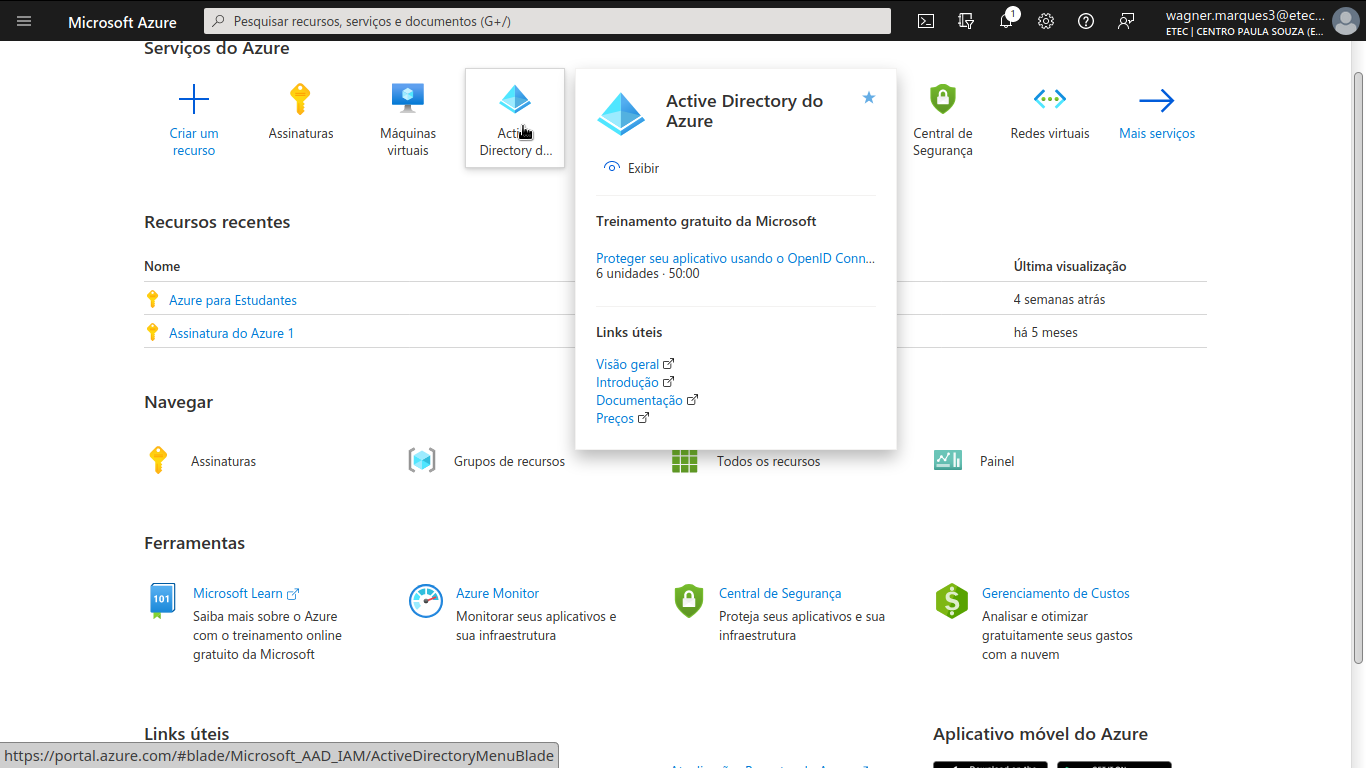 Microsoft Azure
Pesquisar recursos, serviços e documentos (G+/)
1
wagner.marques3@etec...
ETEC | CENTRO PAULA SOUZA (E...
Serviços do Azure
Criar um
recurso
Assinaturas
Máquinas
virtuais
Directory d...
Active Directory do
Azure
Exibir
Treinamento gratuito da Microsoft
Proteger seu aplicativo usando o OpenID Conn...
6 unidades · 50:00
Links úteis
Visão geral
Introdução
Documentação
Preços
Central de
Segurança
Redes virtuais
Mais serviços
Recursos recentes
Nome
Última visualização
Azure para Estudantes
4 semanas atrás
Assinatura do Azure 1
há 5 meses
Navegar
Assinaturas
Grupos de recursos
Todos os recursos
Painel
Ferramentas
101
Microsoft Learn
Saiba mais sobre o Azure
com o treinamento online
gratuito da Microsoft
Azure Monitor
Monitorar seus aplicativos e
sua infraestrutura
Central de Segurança
Proteja seus aplicativos e sua
infraestrutura
$
Gerenciamento de Custos
Analisar e otimizar
gratuitamente seus gastos
com a nuvem
Links úteis
Aplicativo móvel do Azure
https://portal.azure.com/#blade/Microsoft_AAD_IAM/ActiveDirectoryMenuBlade